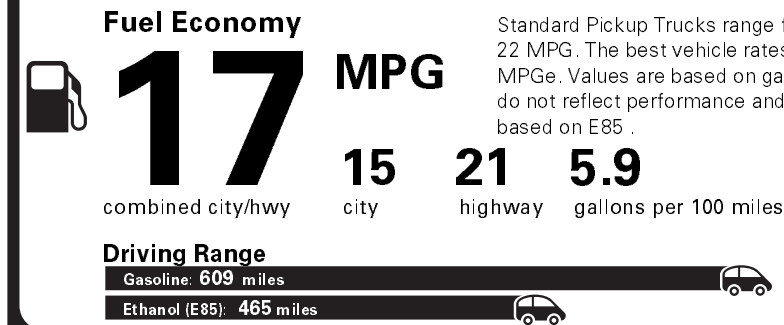 Fuel Economy
17 MPG
Standard Pickup Trucks range
22 MPG. The best vehicle rates
MPGe. Values are based on
do not reflect performance and
based on E85 .
15 21 5.9
combined city/hwy city highway gallons per 100 miles
Driving Range
Gasoline: 609 miles
Ethanol (E85): 465 miles